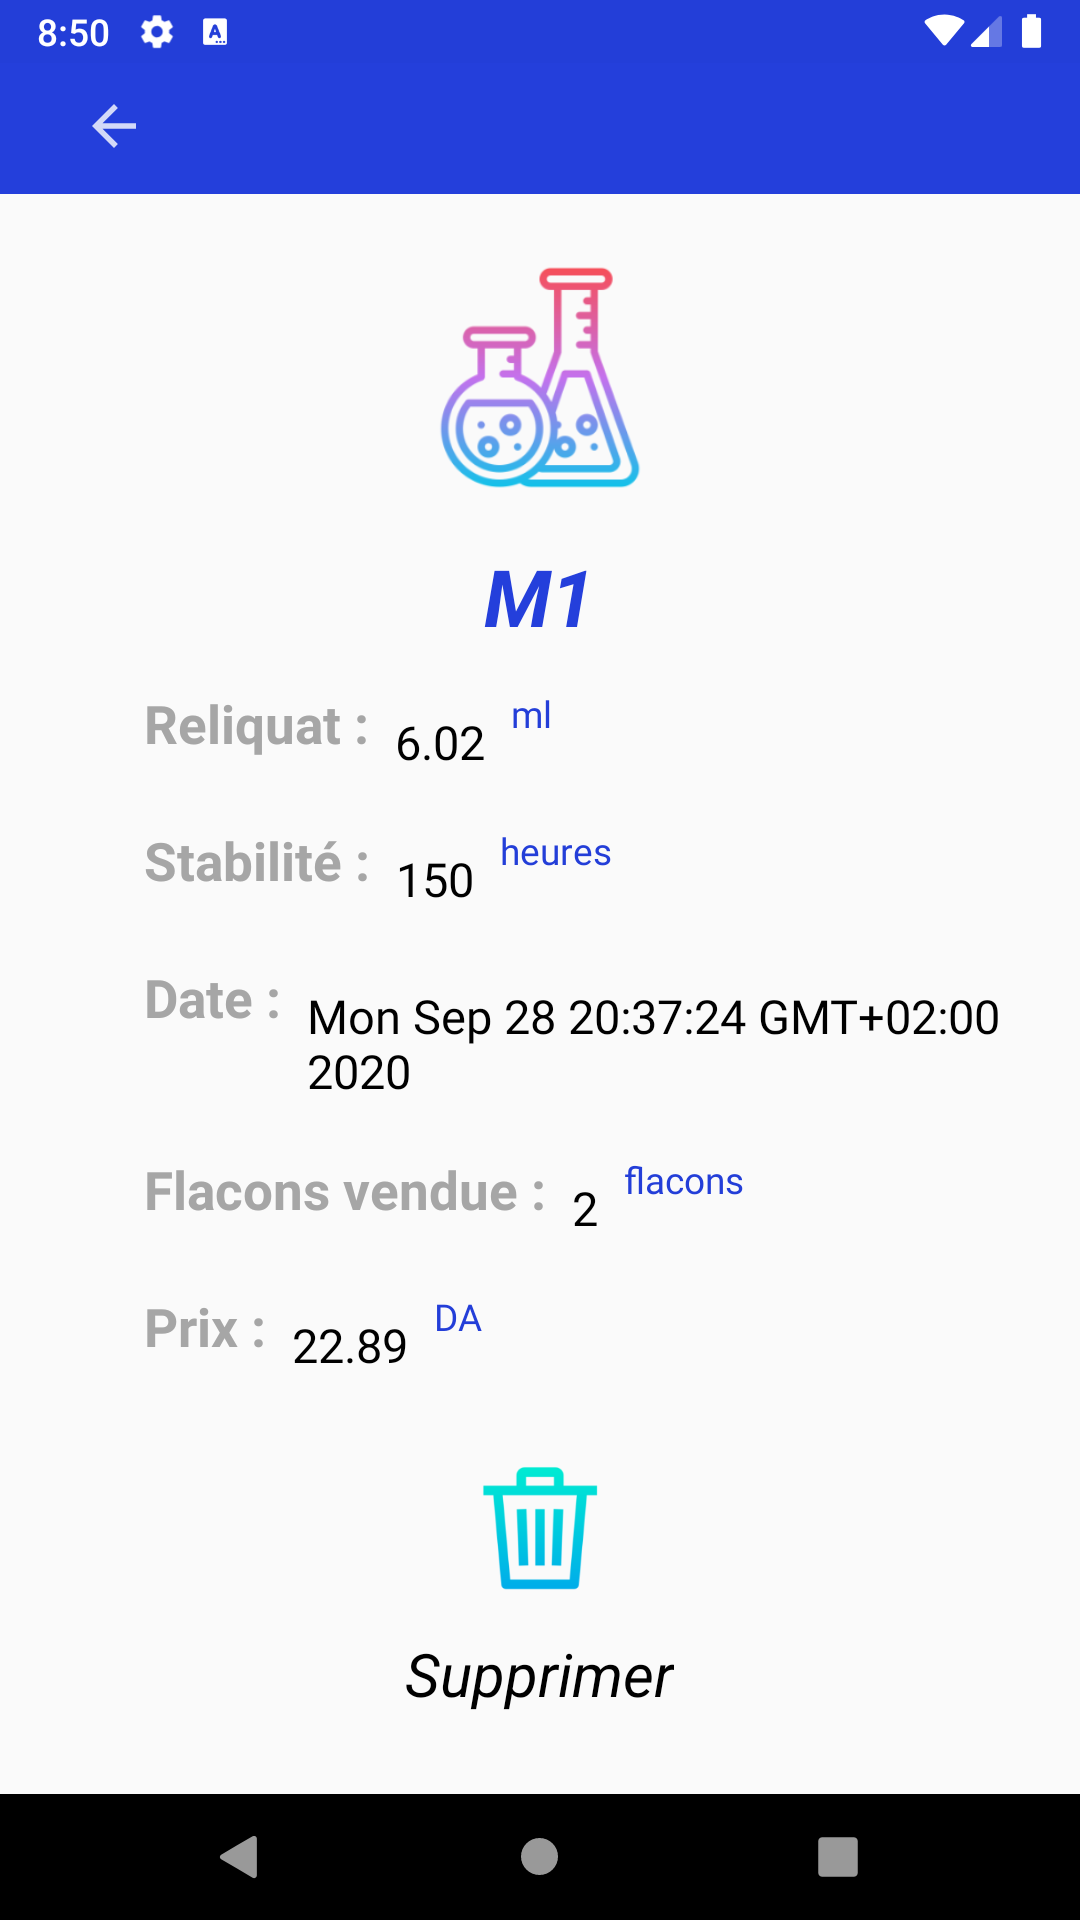 8:50
M1
Reliquat : 6.02 ml
Stabilité : 150 heures
Date : Mon Sep 28 20:37:24 GMT+02:00
2020
Flacons vendue : 2 flacons
Prix : 22.89 DA
Supprimer